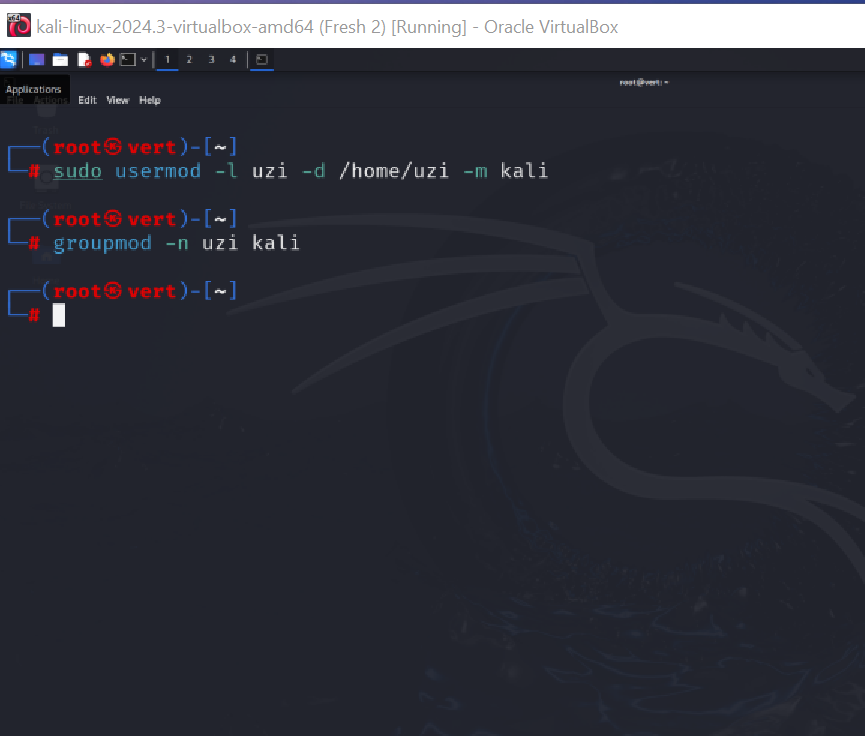 kali-linux-2024.3-virtualbox-amd64 (Fresh 2) [Running] - Oracle VirtualBox
1 2 3 4
root@vert: ~
Applications
File Actions Edit View Help
┌──(root㉿vert)-[~]
└─# sudo usermod -l uzi -d /home/uzi -m kali
┌──(root㉿vert)-[~]
└─# groupmod -n uzi kali
┌──(root㉿vert)-[~]
└─#